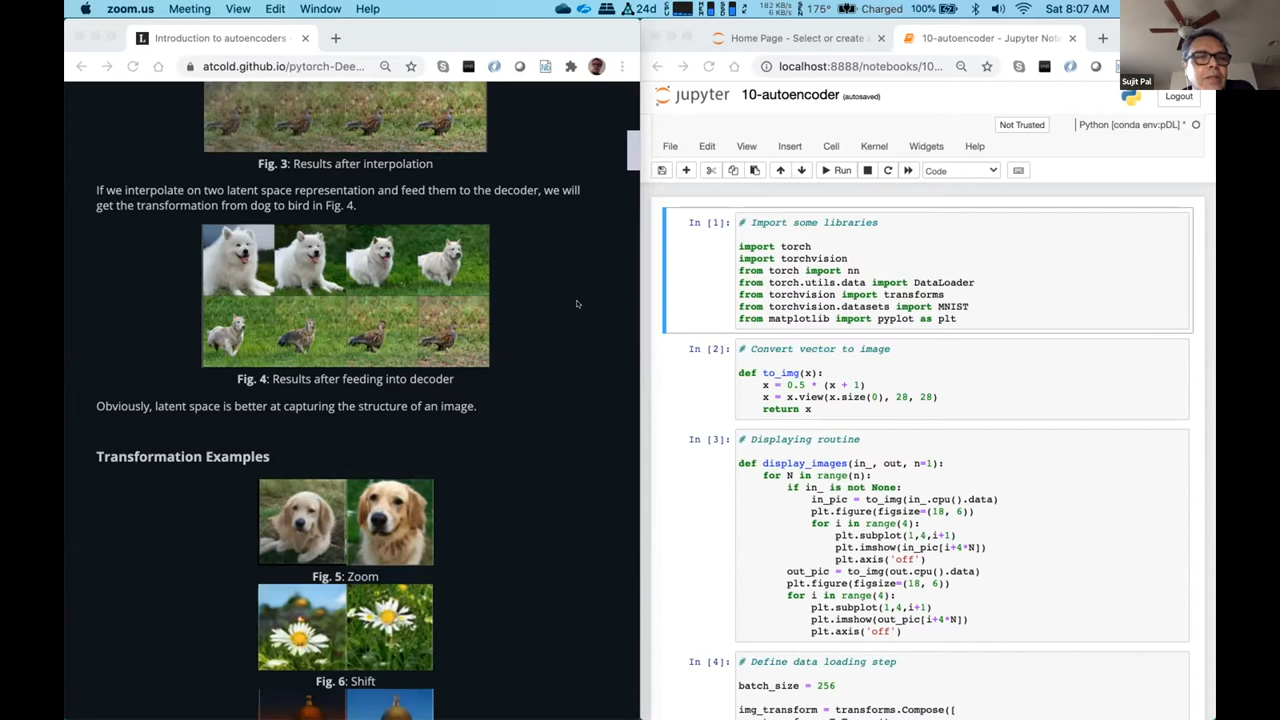 zoom.us Meeting View Edit Window Help
24d 182 KB/s 6 KB/s 175° Charged 100% Sat 8:07 AM
Introduction to autoencoders
Home Page - Select or create a
10-autoencoder - Jupyter Note
atcold.github.io/pytorch-Dee...
localhost:8888/notebooks/10...
Sujit Pal
Fig. 3: Results after interpolation
If we interpolate on two latent space representation and feed them to the decoder, we will
get the transformation from dog to bird in Fig. 4.
Fig. 4: Results after feeding into decoder
Obviously, latent space is better at capturing the structure of an image.
Transformation Examples
Fig. 5: Zoom
Fig. 6: Shift
jupyter 10-autoencoder (autosaved)
Logout
Not Trusted Python [conda env:pDL] *
File Edit View Insert Cell Kernel Widgets Help
Run Code
In [1]: # Import some libraries
import torch
import torchvision
from torch import nn
from torch.utils.data import DataLoader
from torchvision import transforms
from torchvision.datasets import MNIST
from matplotlib import pyplot as plt
In [2]: # Convert vector to image
def to_img(x):
x = 0.5 * (x + 1)
x = x.view(x.size(0), 28, 28)
return x
In [3]: # Displaying routine
def display_images(in_, out, n=1):
for N in range(n):
if in_ is not None:
in_pic = to_img(in_.cpu().data)
plt.figure(figsize=(18, 6))
for i in range(4):
plt.subplot(1,4,i+1)
plt.imshow(in_pic[i+4*N])
plt.axis('off')
out_pic = to_img(out.cpu().data)
plt.figure(figsize=(18, 6))
for i in range(4):
plt.subplot(1,4,i+1)
plt.imshow(out_pic[i+4*N])
plt.axis('off')
In [4]: # Define data loading step
batch_size = 256
img_transform = transforms.Compose([